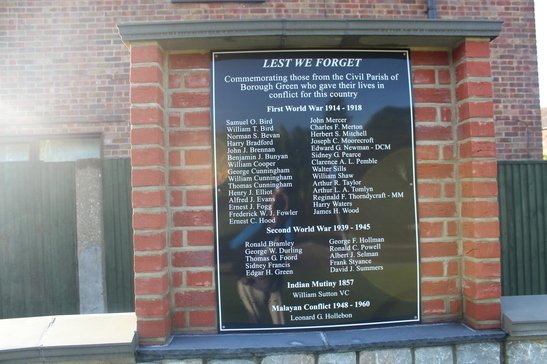 LEST WE FORGET
Commemorating those from the Civil Parish of
Borough Green who gave their lives in
conflict for this country
First World War 1914 - 1918
Samuel O. Bird
William T. Bird
Norman S. Bevan
Harry Bradford
John J. Brennan
Benjamin J. Bunyan
William Cooper
George Cunningham
William Cunningham
Thomas Cunningham
Henry J. Elliot
Alfred J. Evans
Ernest J. Fogg
Frederick W. J. Fowler
Ernest C. Hood
John Mercer
Charles F. Merton
Herbert S. Mitchell
Joseph C. Moorecroft
Edward G. Newman - DCM
Sidney G. Pearce
Clarence A. L. Pemble
Walter Sills
William Shaw
Arthur R. Taylor
Arthur L. A. Tomlyn
Reginald F. Thorndycraft - MM
Harry Waters
James H. Wood
Second World War 1939 - 1945
Ronald Bramley
George W. Durling
Thomas G. Foord
Sidney Francis
Edgar H. Green
George F. Hollman
Ronald C. Powell
Albert J. Selman
Frank Styance
David J. Summers
Indian Mutiny 1857
William Sutton VC
Malayan Conflict 1948 - 1960
Leonard G. Hollebon